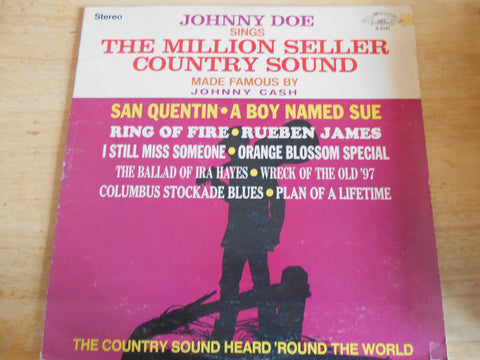 Stereo
JOHNNY DOE
SINGS
THE MILLION SELLER
COUNTRY SOUND
MADE FAMOUS BY
JOHNNY CASH
SAN QUENTIN • A BOY NAMED SUE
RING OF FIRE • RUEBEN JAMES
I STILL MISS SOMEONE • ORANGE BLOSSOM SPECIAL
THE BALLAD OF IRA HAYES • WRECK OF THE OLD '97
COLUMBUS STOCKADE BLUES • PLAN OF A LIFETIME
THE COUNTRY SOUND HEARD 'ROUND THE WORLD